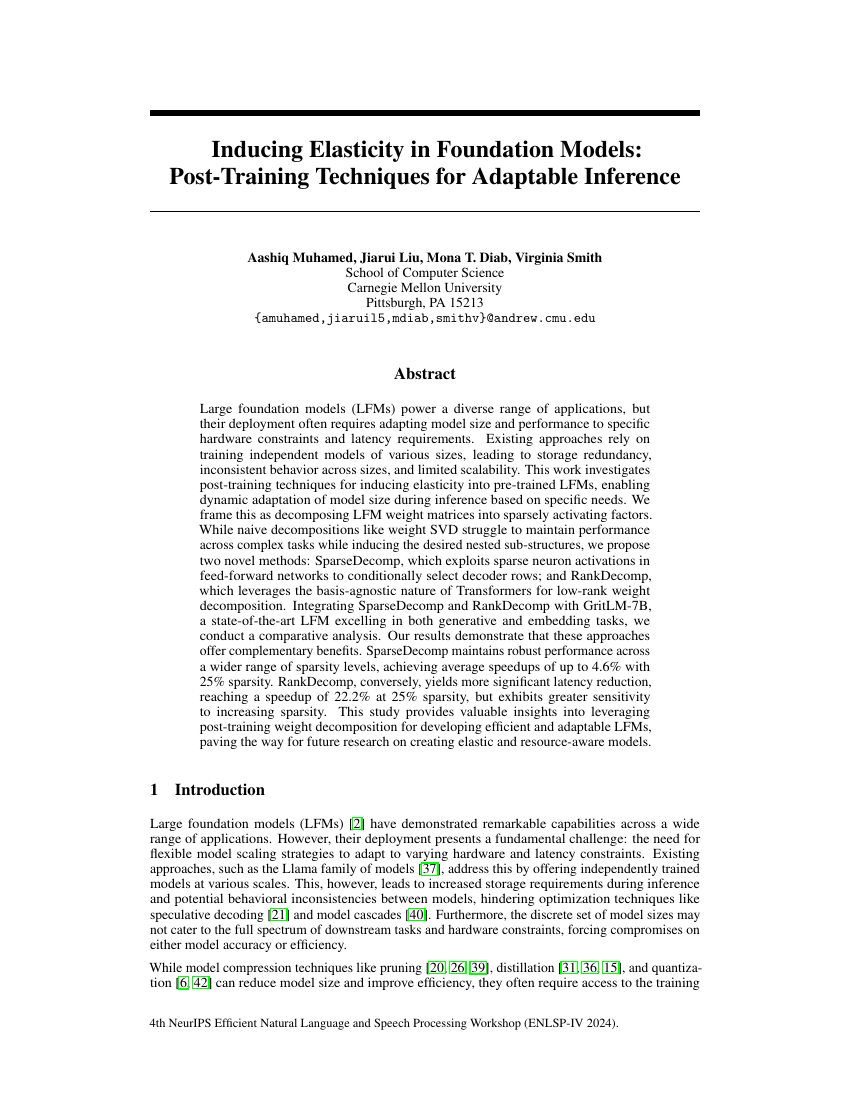 Inducing Elasticity in Foundation Models:
Post-Training Techniques for Adaptable Inference
Aashiq Muhamed, Jiarui Liu, Mona T. Diab, Virginia Smith
School of Computer Science
Carnegie Mellon University
Pittsburgh, PA 15213
{amuhamed,jiaruil5,mdiab,smithv}@andrew.cmu.edu
Abstract
Large foundation models (LFMs) power a diverse range of applications, but
their deployment often requires adapting model size and performance to specific
hardware constraints and latency requirements. Existing approaches rely on
training independent models of various sizes, leading to storage redundancy,
inconsistent behavior across sizes, and limited scalability. This work investigates
post-training techniques for inducing elasticity into pre-trained LFMs, enabling
dynamic adaptation of model size during inference based on specific needs. We
frame this as decomposing LFM weight matrices into sparsely activating factors.
While naive decompositions like weight SVD struggle to maintain performance
across complex tasks while inducing the desired nested sub-structures, we propose
two novel methods: SparseDecomp, which exploits sparse neuron activations in
feed-forward networks to conditionally select decoder rows; and RankDecomp,
which leverages the basis-agnostic nature of Transformers for low-rank weight
decomposition. Integrating SparseDecomp and RankDecomp with GritLM-7B,
a state-of-the-art LFM excelling in both generative and embedding tasks, we
conduct a comparative analysis. Our results demonstrate that these approaches
offer complementary benefits. SparseDecomp maintains robust performance across
a wider range of sparsity levels, achieving average speedups of up to 4.6% with
25% sparsity. RankDecomp, conversely, yields more significant latency reduction,
reaching a speedup of 22.2% at 25% sparsity, but exhibits greater sensitivity
to increasing sparsity. This study provides valuable insights into leveraging
post-training weight decomposition for developing efficient and adaptable LFMs,
paving the way for future research on creating elastic and resource-aware models.
1 Introduction
Large foundation models (LFMs) [2] have demonstrated remarkable capabilities across a wide
range of applications. However, their deployment presents a fundamental challenge: the need for
flexible model scaling strategies to adapt to varying hardware and latency constraints. Existing
approaches, such as the Llama family of models [37], address this by offering independently trained
models at various scales. This, however, leads to increased storage requirements during inference
and potential behavioral inconsistencies between models, hindering optimization techniques like
speculative decoding [21] and model cascades [40]. Furthermore, the discrete set of model sizes may
not cater to the full spectrum of downstream tasks and hardware constraints, forcing compromises on
either model accuracy or efficiency.
While model compression techniques like pruning [20, 26, 39], distillation [31, 36, 15], and quantiza-
tion [6, 42] can reduce model size and improve efficiency, they often require access to the training
4th NeurIPS Efficient Natural Language and Speech Processing Workshop (ENLSP-IV 2024).